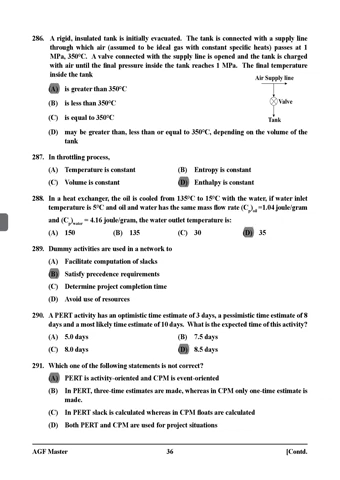 286. A rigid, insulated tank is initially evacuated. The tank is connected with a supply line
through which air (assumed to be ideal gas with constant specific heats) passes at 1
MPa, 350°C. A valve connected with the supply line is opened and the tank is charged
with air until the final pressure inside the tank reaches 1 MPa. The final temperature
inside the tank
Air Supply line
Valve
Tank
(A) is greater than 350°C
(B) is less than 350°C
(C) is equal to 350°C
(D) may be greater than, less than or equal to 350°C, depending on the volume of the
tank
287. In throttling process,
(A) Temperature is constant (B) Entropy is constant
(C) Volume is constant (D) Enthalpy is constant
288. In a heat exchanger, the oil is cooled from 135°C to 15°C with the water, if water inlet
temperature is 5°C and oil and water has the same mass flow rate (Cp)oil =1.04 joule/gram
and (Cp)water = 4.16 joule/gram, the water outlet temperature is:
(A) 150 (B) 135 (C) 30 (D) 35
289. Dummy activities are used in a network to
(A) Facilitate computation of slacks
(B) Satisfy precedence requirements
(C) Determine project completion time
(D) Avoid use of resources
290. A PERT activity has an optimistic time estimate of 3 days, a pessimistic time estimate of 8
days and a most likely time estimate of 10 days. What is the expected time of this activity?
(A) 5.0 days (B) 7.5 days
(C) 8.0 days (D) 8.5 days
291. Which one of the following statements is not correct?
(A) PERT is activity-oriented and CPM is event-oriented
(B) In PERT, three-time estimates are made, whereas in CPM only one-time estimate is
made.
(C) In PERT slack is calculated whereas in CPM floats are calculated
(D) Both PERT and CPM are used for project situations
AGF Master 36 [Contd.